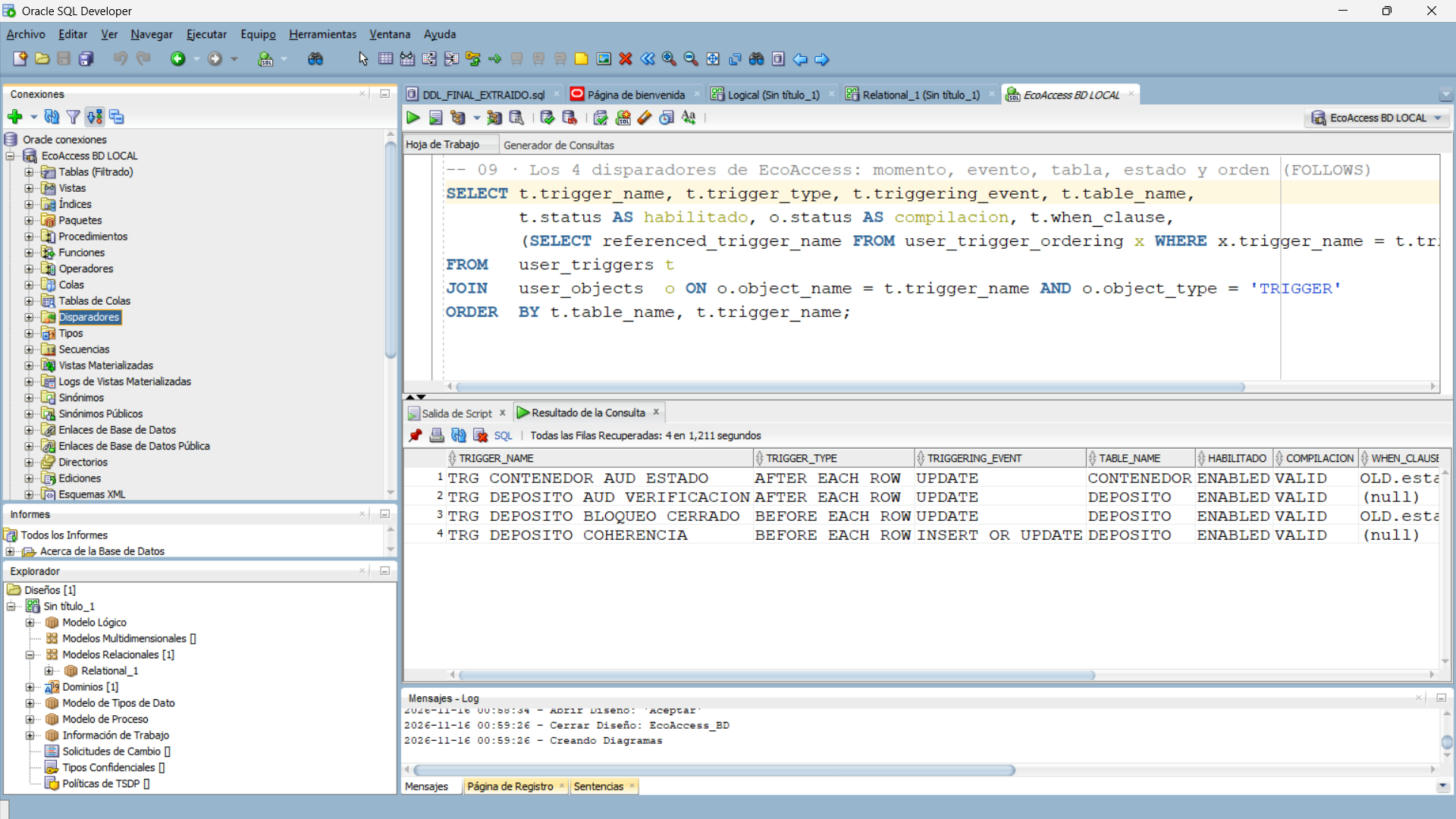 Oracle SQL Developer
Archivo Editar Ver Navegar Ejecutar Equipo Herramientas Ventana Ayuda
Conexiones
Oracle conexiones
EcoAccess BD LOCAL
Tablas (Filtrado)
Vistas
Índices
Paquetes
Procedimientos
Funciones
Operadores
Colas
Tablas de Colas
Disparadores
Tipos
Secuencias
Vistas Materializadas
Logs de Vistas Materializadas
Sinónimos
Sinónimos Públicos
Enlaces de Base de Datos
Enlaces de Base de Datos Pública
Directorios
Ediciones
Esquemas XML
Informes
Todos los Informes
Acerca de la Base de Datos
Explorador
Diseños [1]
Sin título_1
Modelo Lógico
Modelos Multidimensionales []
Modelos Relacionales [1]
Relational_1
Dominios [1]
Modelo de Tipos de Dato
Modelo de Proceso
Información de Trabajo
Solicitudes de Cambio []
Tipos Confidenciales []
Políticas de TSDP []
DDL_FINAL_EXTRAIDO.sql Página de bienvenida Logical (Sin título_1) Relational_1 (Sin título_1) EcoAccess BD LOCAL
EcoAccess BD LOCAL
Hoja de Trabajo Generador de Consultas
-- 09 · Los 4 disparadores de EcoAccess: momento, evento, tabla, estado y orden (FOLLOWS)
SELECT t.trigger_name, t.trigger_type, t.triggering_event, t.table_name,
t.status AS habilitado, o.status AS compilacion, t.when_clause,
(SELECT referenced_trigger_name FROM user_trigger_ordering x WHERE x.trigger_name = t.tr
FROM user_triggers t
JOIN user_objects o ON o.object_name = t.trigger_name AND o.object_type = 'TRIGGER'
ORDER BY t.table_name, t.trigger_name;
Salida de Script Resultado de la Consulta
SQL Todas las Filas Recuperadas: 4 en 1,211 segundos
TRIGGER_NAME TRIGGER_TYPE TRIGGERING_EVENT TABLE_NAME HABILITADO COMPILACION WHEN_CLAUSE
1 TRG CONTENEDOR AUD ESTADO AFTER EACH ROW UPDATE CONTENEDOR ENABLED VALID OLD.esta
2 TRG DEPOSITO AUD VERIFICACION AFTER EACH ROW UPDATE DEPOSITO ENABLED VALID (null)
3 TRG DEPOSITO BLOQUEO CERRADO BEFORE EACH ROW UPDATE DEPOSITO ENABLED VALID OLD.esta
4 TRG DEPOSITO COHERENCIA BEFORE EACH ROW INSERT OR UPDATE DEPOSITO ENABLED VALID (null)
Mensajes - Log
2026-11-16 00:58:34 - Abrir Diseño: 'Aceptar'
2026-11-16 00:59:26 - Cerrar Diseño: EcoAccess_BD
2026-11-16 00:59:26 - Creando Diagramas
Mensajes Página de Registro Sentencias